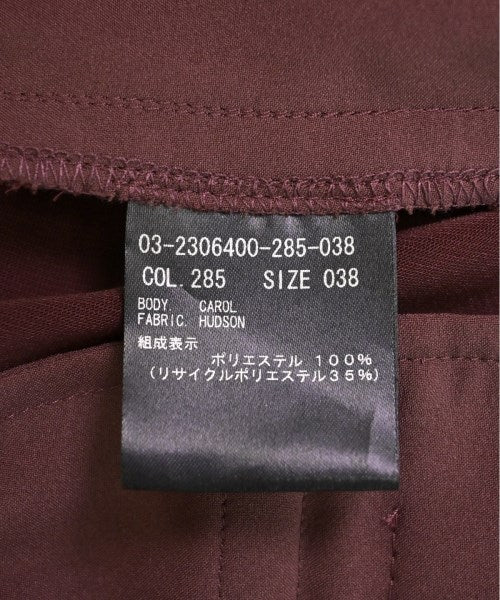 03-2306400-285-038
COL. 285 SIZE 038
BODY CAROL
FABRIC HUDSON
組成表示
ポリエステル 100%
(リサイクルポリエステル35%)